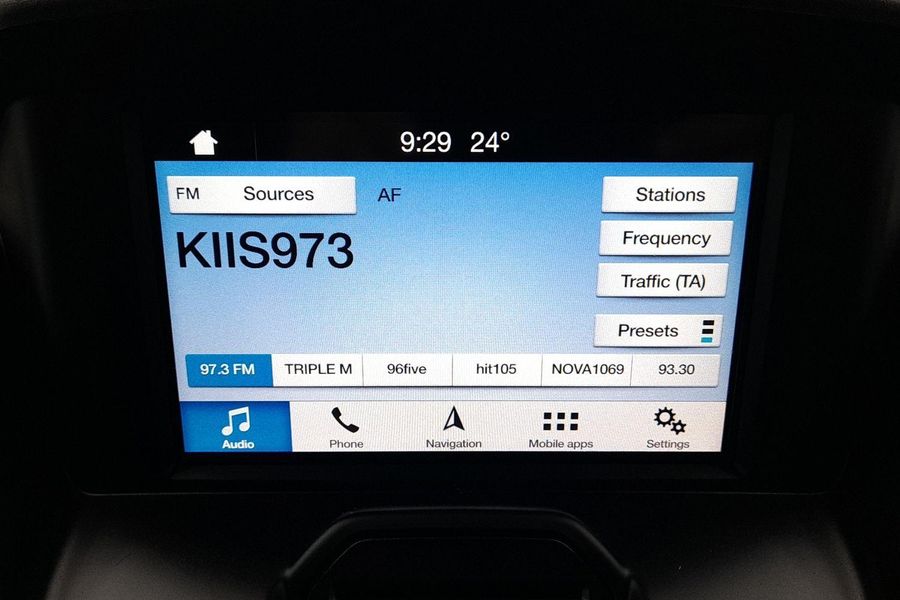 9:29 24°
FM Sources AF Stations
KIIS973
Frequency
Traffic (TA)
Presets
97.3 FM TRIPLE M 96five hit105 NOVA1069 93.30
Audio Phone Navigation Mobile apps Settings